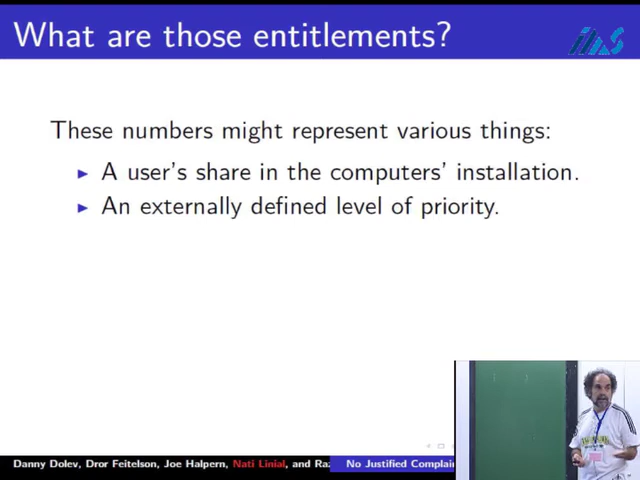 What are those entitlements?
These numbers might represent various things:
A user's share in the computers' installation.
An externally defined level of priority.
Danny Dolev, Dror Feitelson, Joe Halpern, Nati Linial, and Raz
No Justified Complain